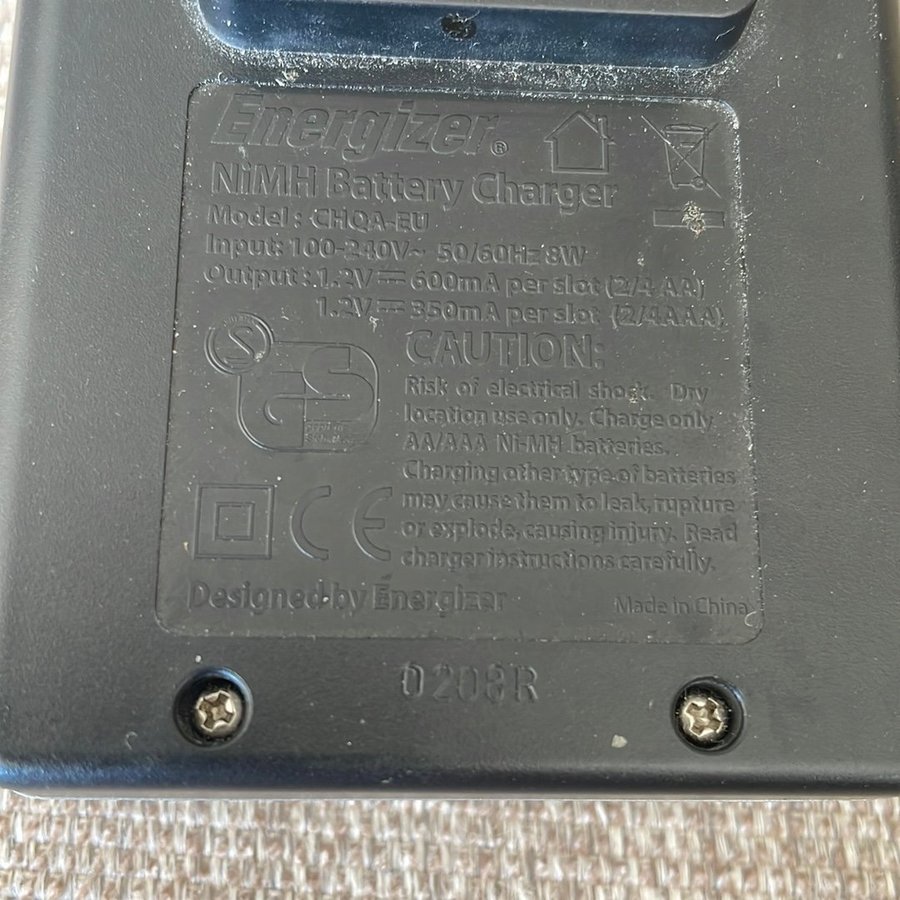 Energizer®
NiMH Battery Charger
Model : CHQA-EU
Input: 100-240V~ 50/60Hz 8W
Output : 1.2V⎓ 600mA per slot (2/4 AA)
1.2V⎓ 350mA per slot (2/4AAA)
S
GS
CAUTION:
Risk of electrical shock. Dry
location use only. Charge only
AA/AAA Ni-MH batteries.
Charging other type of batteries
may cause them to leak, rupture
or explode, causing injury. Read
charger instructions carefully.
CE
Designed by Energizer
Made in China
0208R